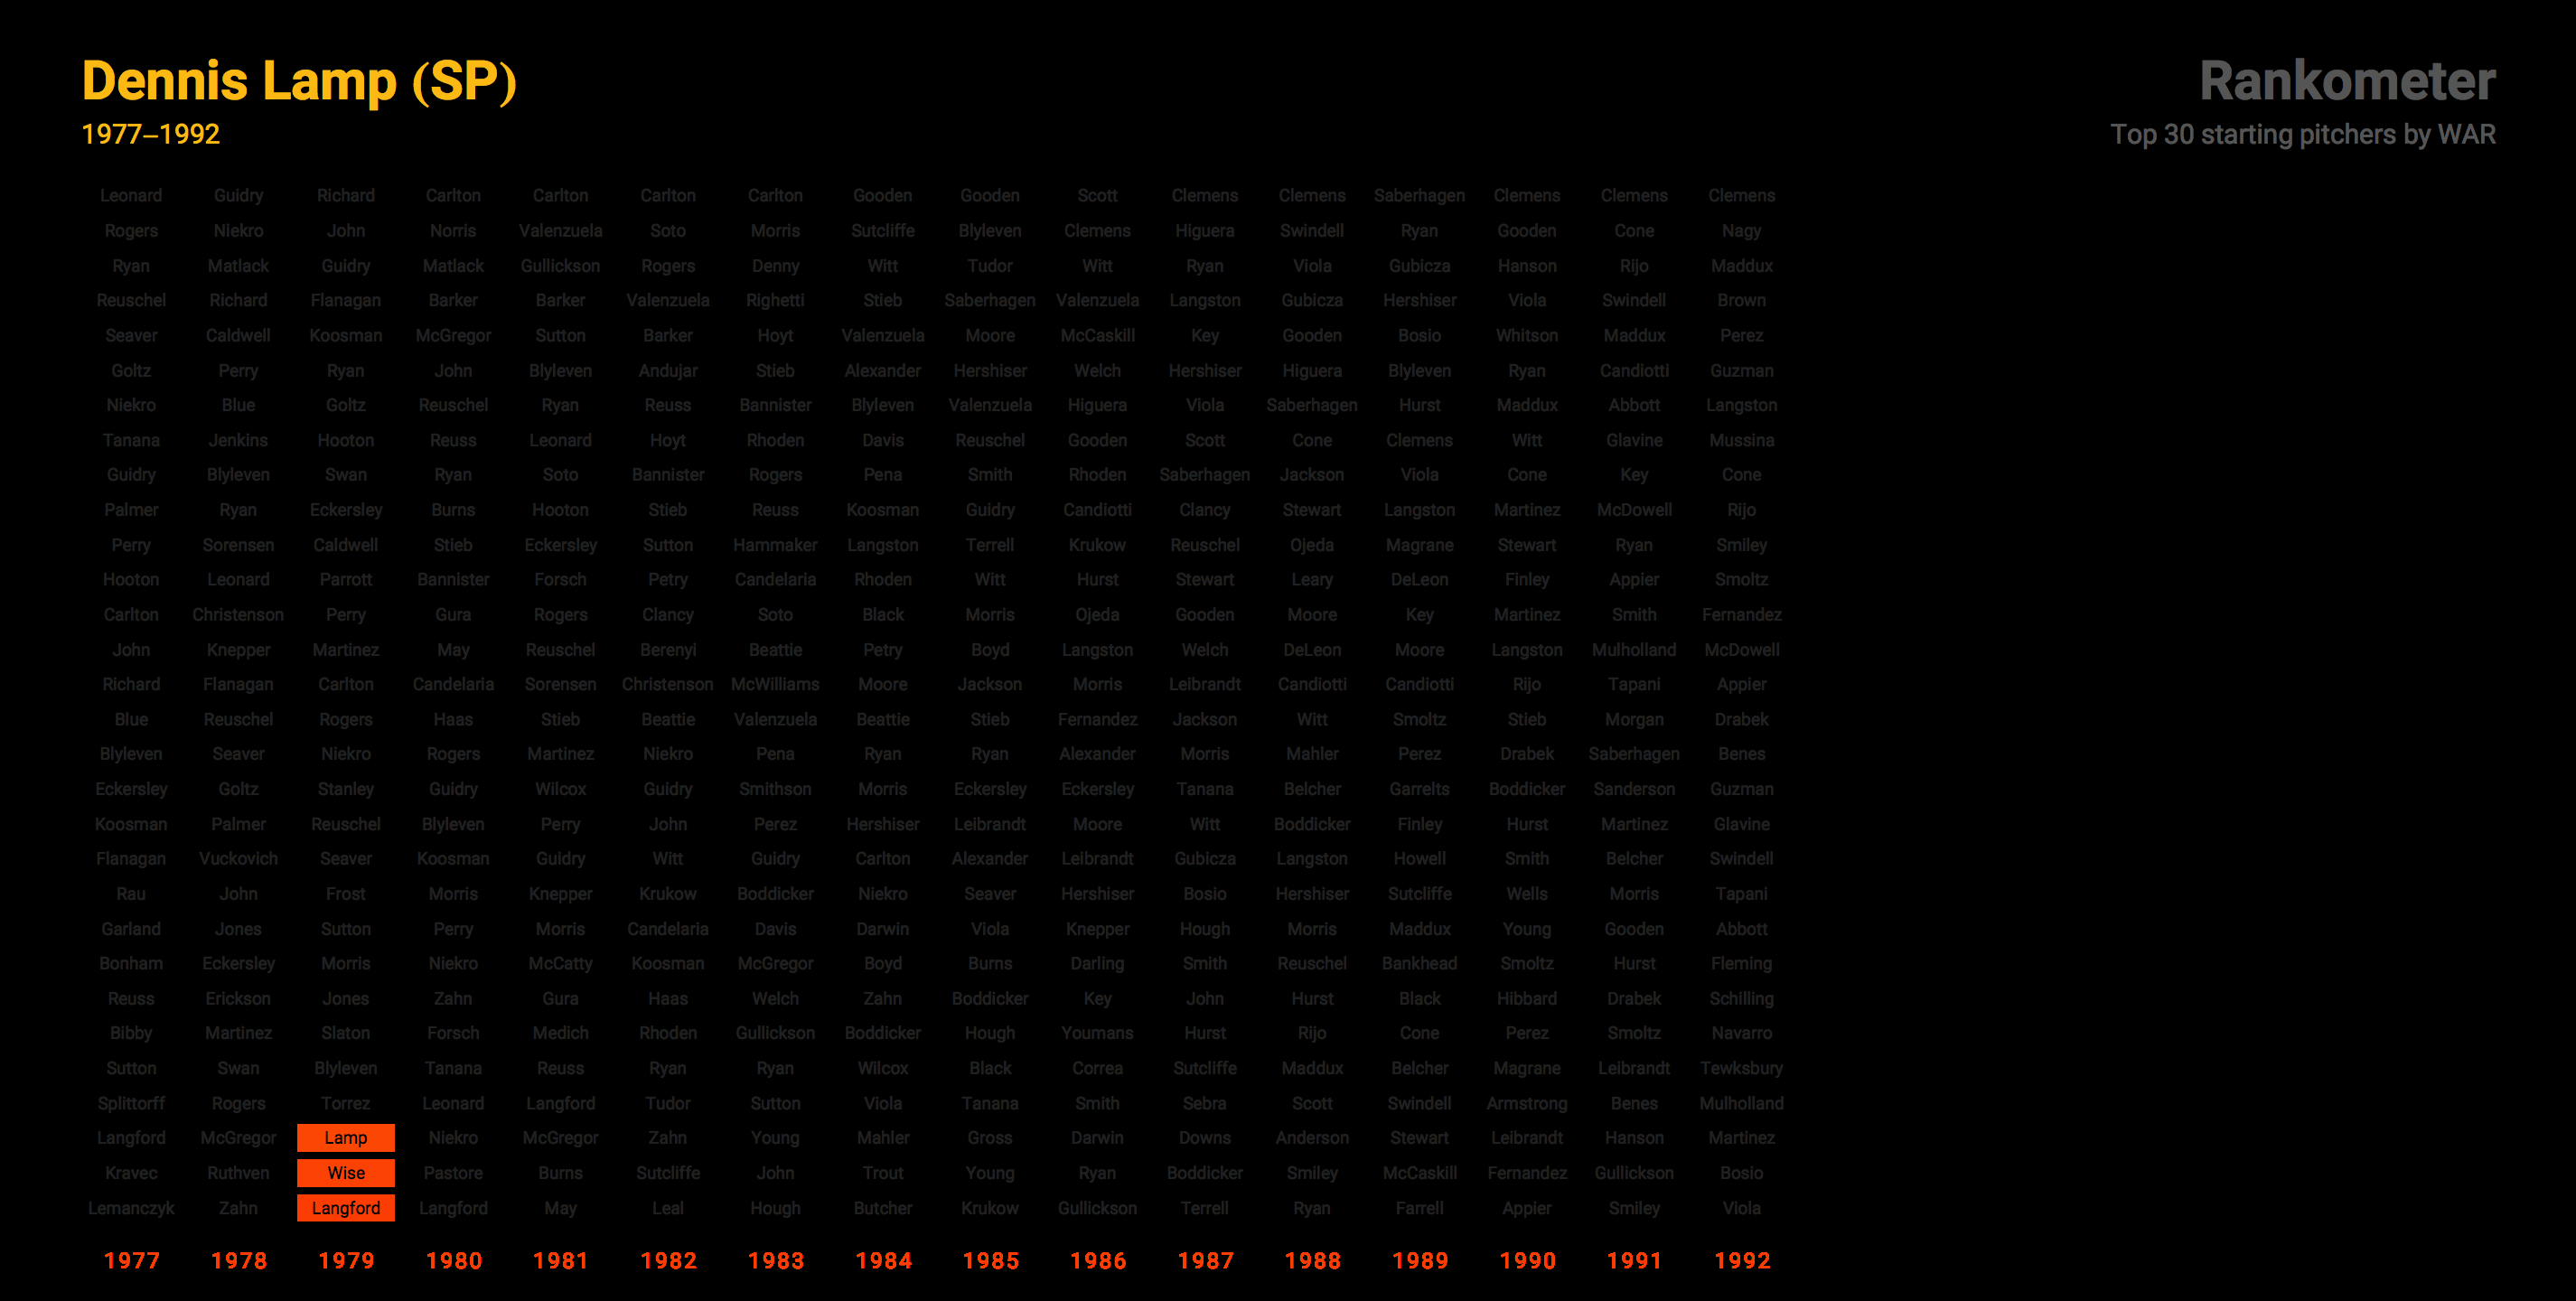 Dennis Lamp (SP)
1977–1992
Rankometer
Top 30 starting pitchers by WAR
Leonard Guidry Richard Carlton Carlton Carlton Carlton Gooden Gooden Scott Clemens Clemens Saberhagen Clemens Clemens Clemens
Rogers Niekro John Norris Valenzuela Soto Morris Sutcliffe Blyleven Clemens Higuera Swindell Ryan Gooden Cone Nagy
Ryan Matlack Guidry Matlack Gullickson Rogers Denny Witt Tudor Witt Ryan Viola Gubicza Hanson Rijo Maddux
Reuschel Richard Flanagan Barker Barker Valenzuela Righetti Stieb Saberhagen Valenzuela Langston Gubicza Hershiser Viola Swindell Brown
Seaver Caldwell Koosman McGregor Sutton Barker Hoyt Valenzuela Moore McCaskill Key Gooden Bosio Whitson Maddux Perez
Goltz Perry Ryan John Blyleven Andujar Stieb Alexander Hershiser Welch Hershiser Higuera Blyleven Ryan Candiotti Guzman
Niekro Blue Goltz Reuschel Ryan Reuss Bannister Blyleven Valenzuela Higuera Viola Saberhagen Hurst Maddux Abbott Langston
Tanana Jenkins Hooton Reuss Leonard Hoyt Rhoden Davis Reuschel Gooden Scott Cone Clemens Witt Glavine Mussina
Guidry Blyleven Swan Ryan Soto Bannister Rogers Pena Smith Rhoden Saberhagen Jackson Viola Cone Key Cone
Palmer Ryan Eckersley Burns Hooton Stieb Reuss Koosman Guidry Candiotti Clancy Stewart Langston Martinez McDowell Rijo
Perry Sorensen Caldwell Stieb Eckersley Sutton Hammaker Langston Terrell Krukow Reuschel Ojeda Magrane Stewart Ryan Smiley
Hooton Leonard Parrott Bannister Forsch Petry Candelaria Rhoden Witt Hurst Stewart Leary DeLeon Finley Appier Smoltz
Carlton Christenson Perry Gura Rogers Clancy Soto Black Morris Ojeda Gooden Moore Key Martinez Smith Fernandez
John Knepper Martinez May Reuschel Berenyi Beattie Petry Boyd Langston Welch DeLeon Moore Langston Mulholland McDowell
Richard Flanagan Carlton Candelaria Sorensen Christenson McWilliams Moore Jackson Morris Leibrandt Candiotti Candiotti Rijo Tapani Appier
Blue Reuschel Rogers Haas Stieb Beattie Valenzuela Beattie Stieb Fernandez Jackson Witt Smoltz Stieb Morgan Drabek
Blyleven Seaver Niekro Rogers Martinez Niekro Pena Ryan Ryan Alexander Morris Mahler Perez Drabek Saberhagen Benes
Eckersley Goltz Stanley Guidry Wilcox Guidry Smithson Morris Eckersley Eckersley Tanana Belcher Garrelts Boddicker Sanderson Guzman
Koosman Palmer Reuschel Blyleven Perry John Perez Hershiser Leibrandt Moore Witt Boddicker Finley Hurst Martinez Glavine
Flanagan Vuckovich Seaver Koosman Guidry Witt Guidry Carlton Alexander Leibrandt Gubicza Langston Howell Smith Belcher Swindell
Rau John Frost Morris Knepper Krukow Boddicker Niekro Seaver Hershiser Bosio Hershiser Sutcliffe Wells Morris Tapani
Garland Jones Sutton Perry Morris Candelaria Davis Darwin Viola Knepper Hough Morris Maddux Young Gooden Abbott
Bonham Eckersley Morris Niekro McCatty Koosman McGregor Boyd Burns Darling Smith Reuschel Bankhead Smoltz Hurst Fleming
Reuss Erickson Jones Zahn Gura Haas Welch Zahn Boddicker Key John Hurst Black Hibbard Drabek Schilling
Bibby Martinez Slaton Forsch Medich Rhoden Gullickson Boddicker Hough Youmans Hurst Rijo Cone Perez Smoltz Navarro
Sutton Swan Blyleven Tanana Reuss Ryan Ryan Wilcox Black Correa Sutcliffe Maddux Belcher Magrane Leibrandt Tewksbury
Splittorff Rogers Torrez Leonard Langford Tudor Sutton Viola Tanana Smith Sebra Scott Swindell Armstrong Benes Mulholland
Langford McGregor Lamp Niekro McGregor Zahn Young Mahler Gross Darwin Downs Anderson Stewart Leibrandt Hanson Martinez
Kravec Ruthven Wise Pastore Burns Sutcliffe John Trout Young Ryan Boddicker Smiley McCaskill Fernandez Gullickson Bosio
Lemanczyk Zahn Langford Langford May Leal Hough Butcher Krukow Gullickson Terrell Ryan Farrell Appier Smiley Viola
1977 1978 1979 1980 1981 1982 1983 1984 1985 1986 1987 1988 1989 1990 1991 1992